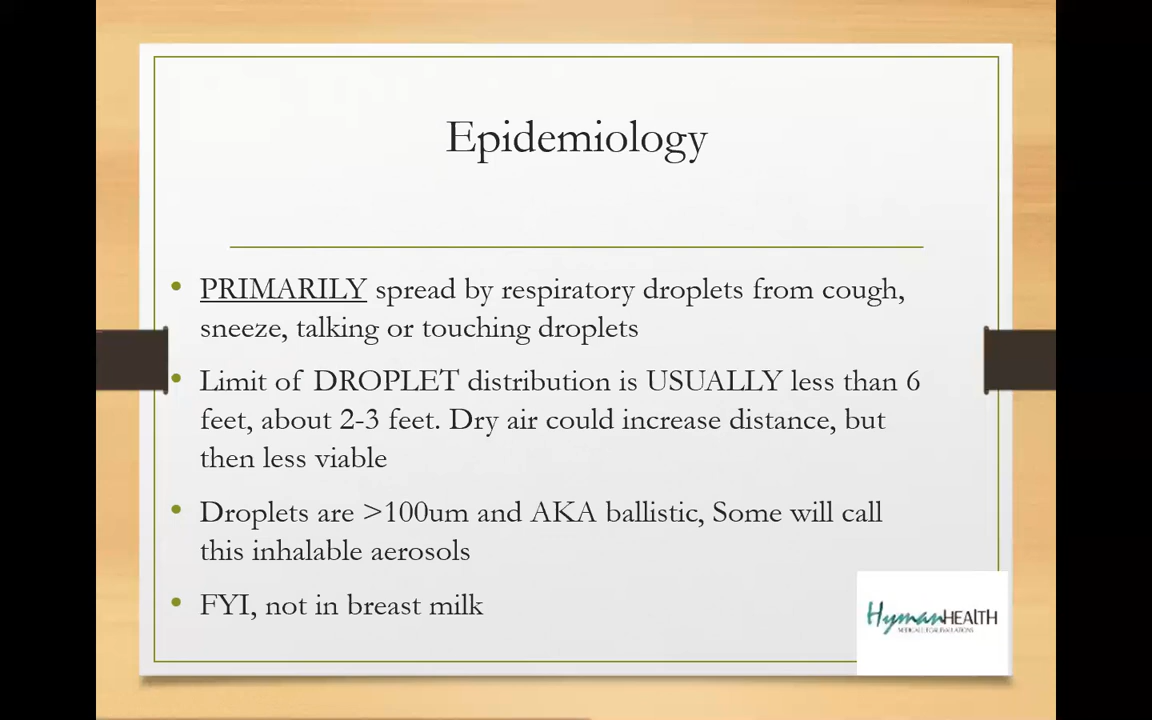 Epidemiology
• PRIMARILY spread by respiratory droplets from cough,
sneeze, talking or touching droplets
• Limit of DROPLET distribution is USUALLY less than 6
feet, about 2-3 feet. Dry air could increase distance, but
then less viable
• Droplets are >100um and AKA ballistic, Some will call
this inhalable aerosols
• FYI, not in breast milk
HymanHEALTH